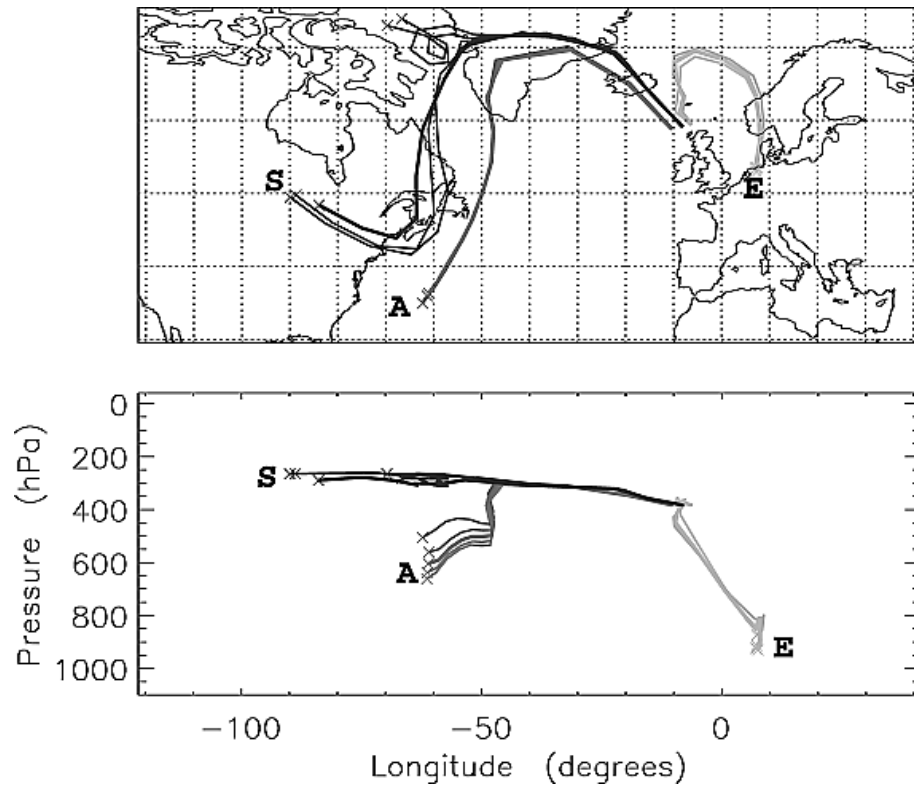 S
A
E
0
200
400
600
800
1000
Pressure (hPa)
S
A
E
−100
−50
0
Longitude (degrees)